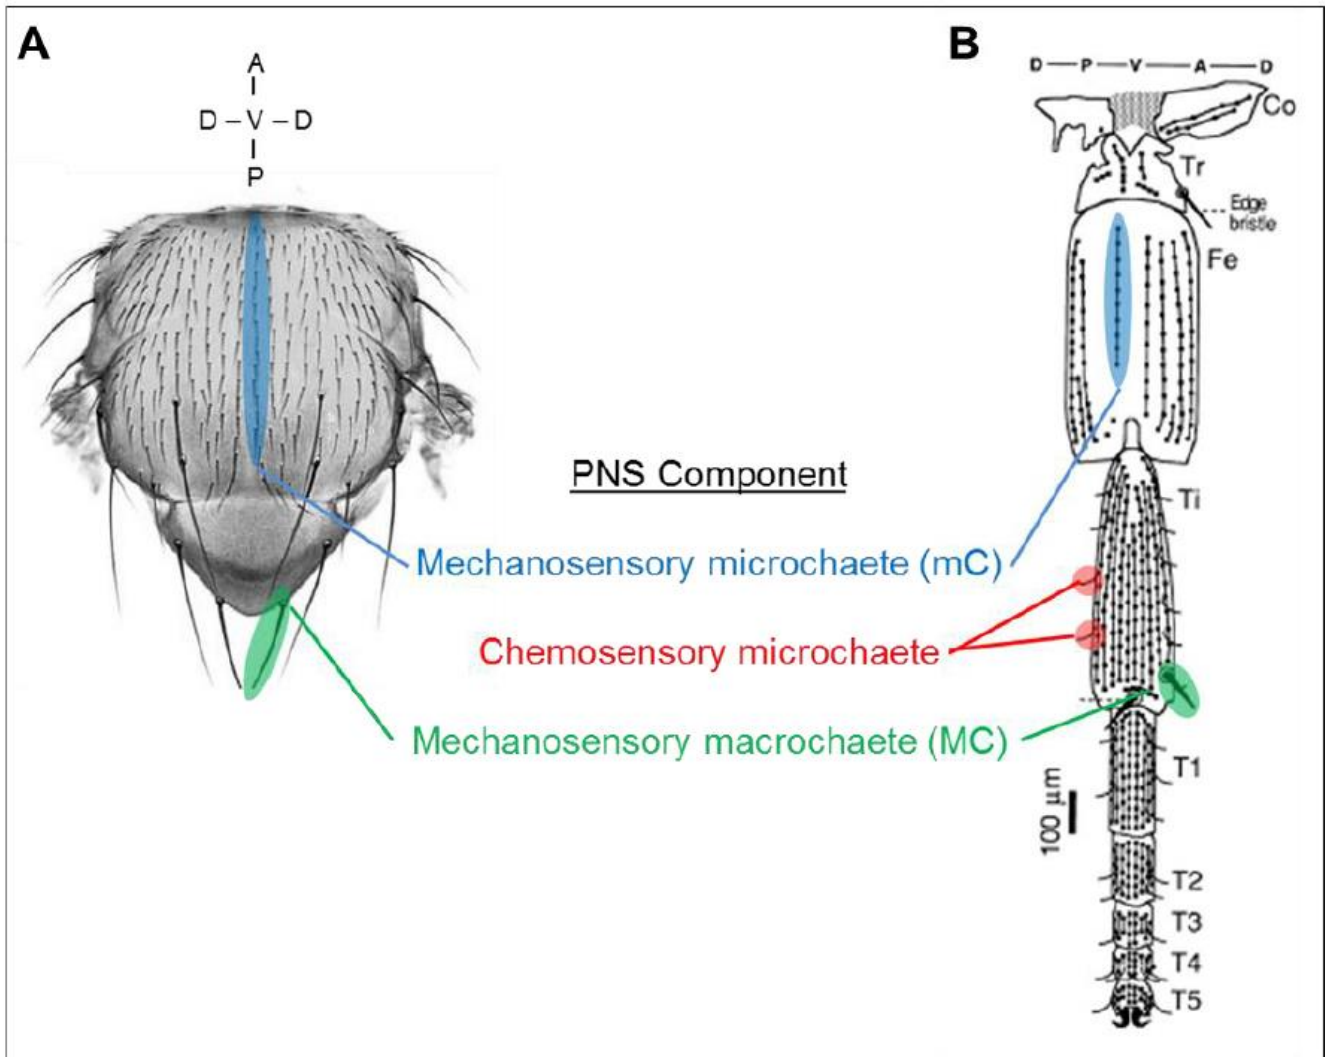 A
A
D – V – D
P
PNS Component
Mechanosensory microchaete (mC)
Chemosensory microchaete
Mechanosensory macrochaete (MC)
B
D — P — V — A — D
Co
Tr
Edge
bristle
Fe
Ti
T1
100 µm
T2
T3
T4
T5